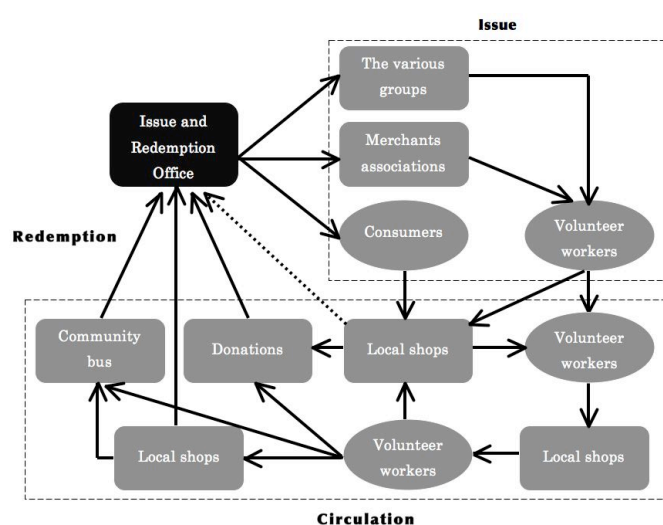 Issue
The various
groups
Issue and
Redemption
Office
Merchants
associations
Consumers
Volunteer
workers
Redemption
Community
bus
Donations
Local shops
Volunteer
workers
Local shops
Volunteer
workers
Local shops
Circulation